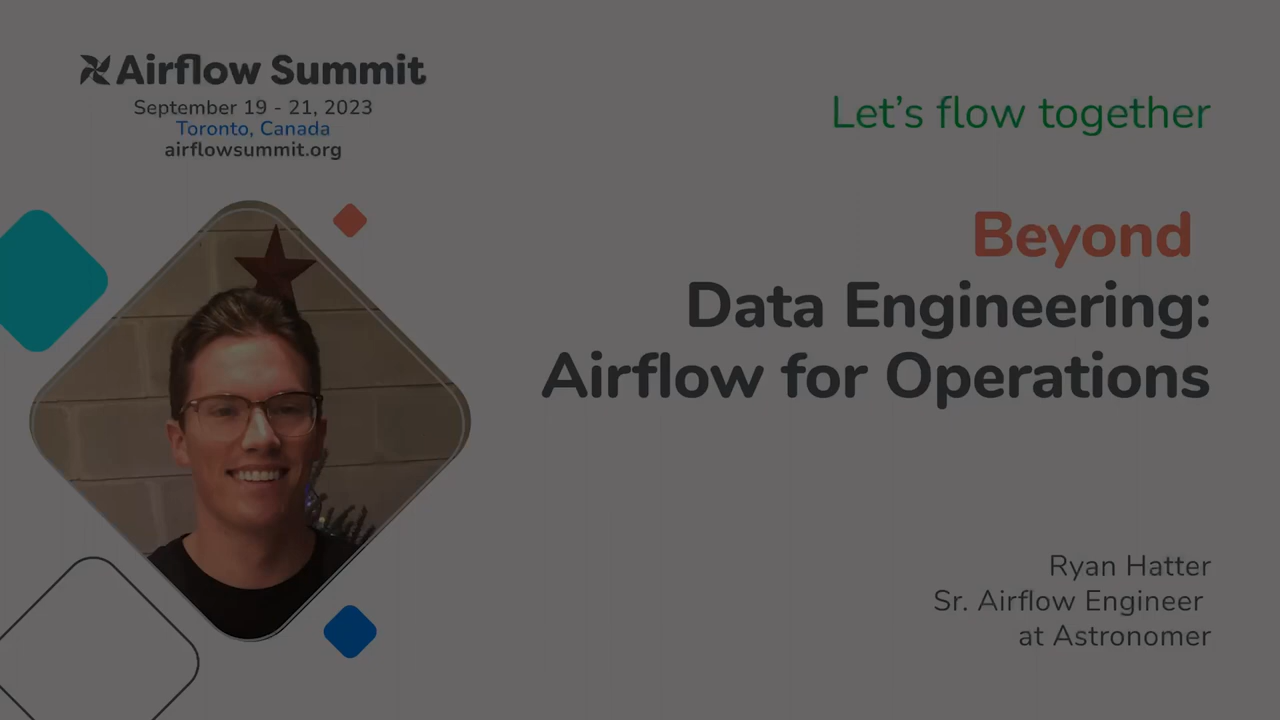 Airflow Summit
September 19 - 21, 2023
Toronto, Canada
airflowsummit.org
Let's flow together
Beyond
Data Engineering:
Airflow for Operations
Ryan Hatter
Sr. Airflow Engineer
at Astronomer